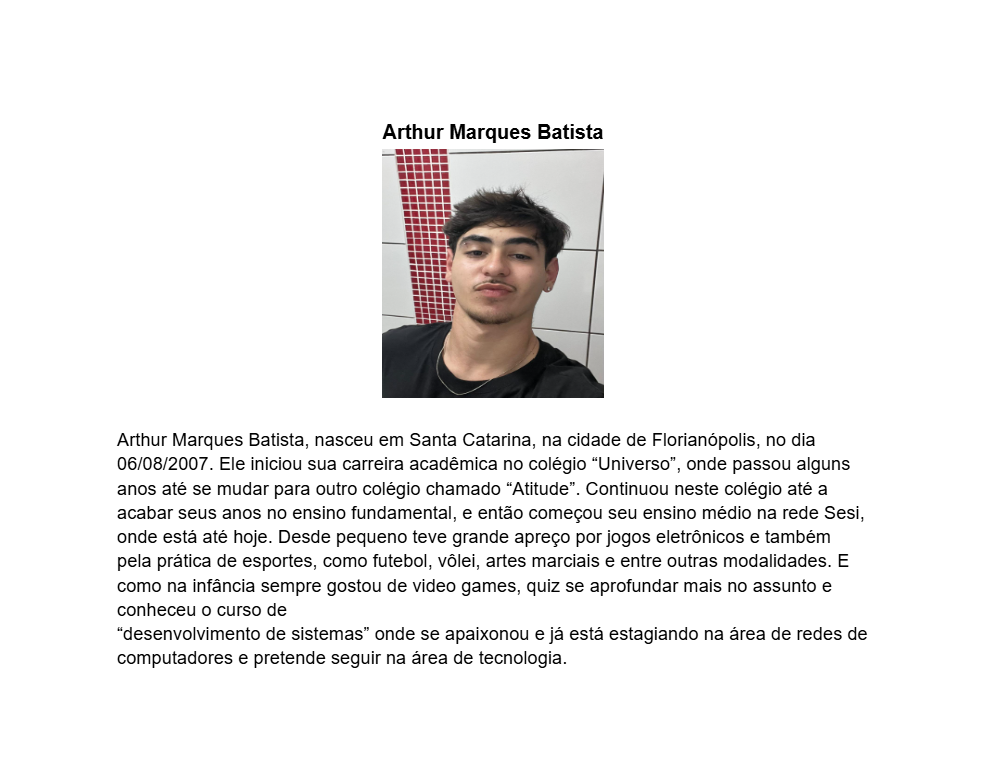 Arthur Marques Batista
Arthur Marques Batista, nasceu em Santa Catarina, na cidade de Florianópolis, no dia
06/08/2007. Ele iniciou sua carreira acadêmica no colégio “Universo”, onde passou alguns
anos até se mudar para outro colégio chamado “Atitude”. Continuou neste colégio até a
acabar seus anos no ensino fundamental, e então começou seu ensino médio na rede Sesi,
onde está até hoje. Desde pequeno teve grande apreço por jogos eletrônicos e também
pela prática de esportes, como futebol, vôlei, artes marciais e entre outras modalidades. E
como na infância sempre gostou de video games, quiz se aprofundar mais no assunto e
conheceu o curso de
“desenvolvimento de sistemas” onde se apaixonou e já está estagiando na área de redes de
computadores e pretende seguir na área de tecnologia.